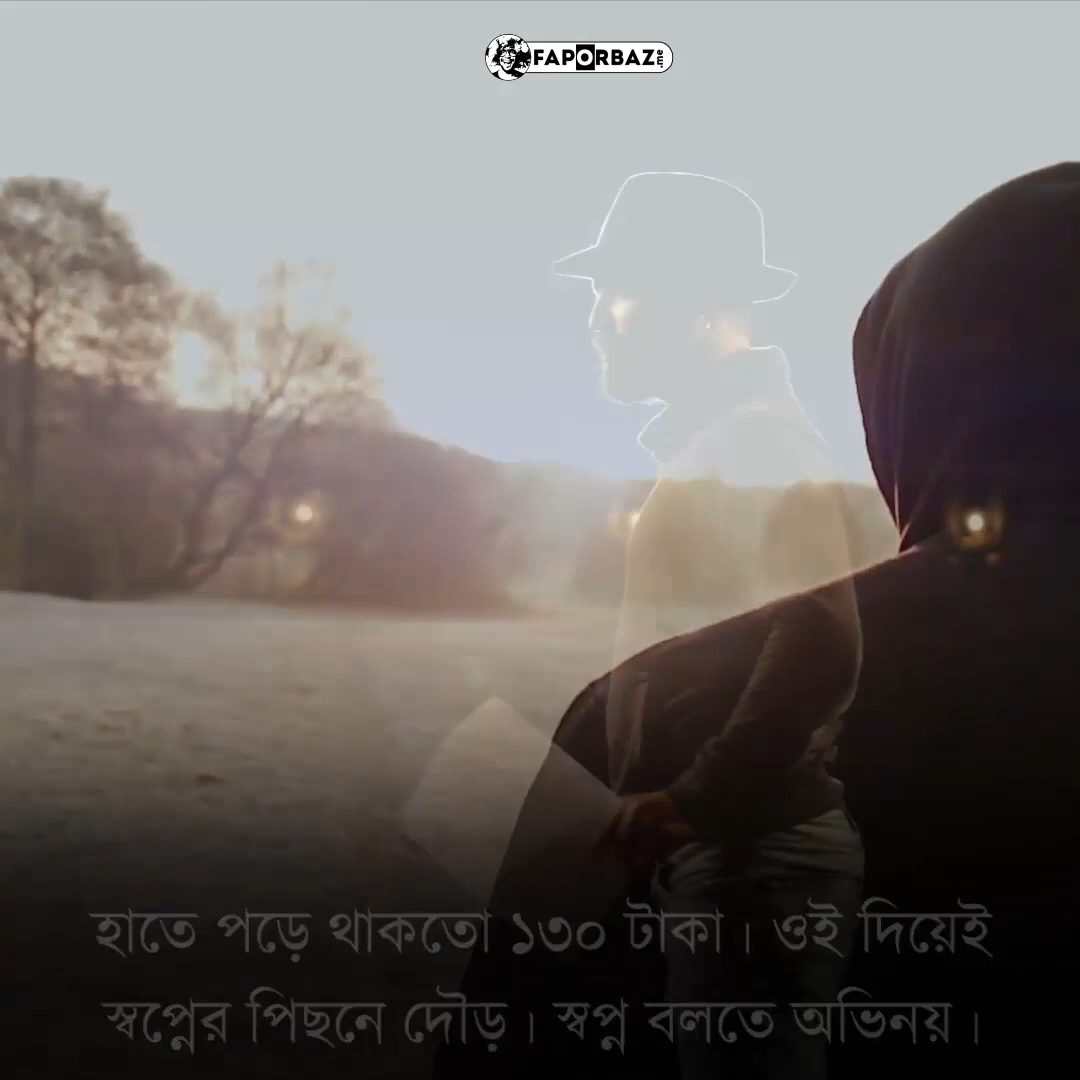 FAPORBAZ
হাতে পড়ে থাকতো ১৩০ টাকা। ওই দিয়েই
স্বপ্নের পিছনে দৌড়। স্বপ্ন বলতে অভিনয়।